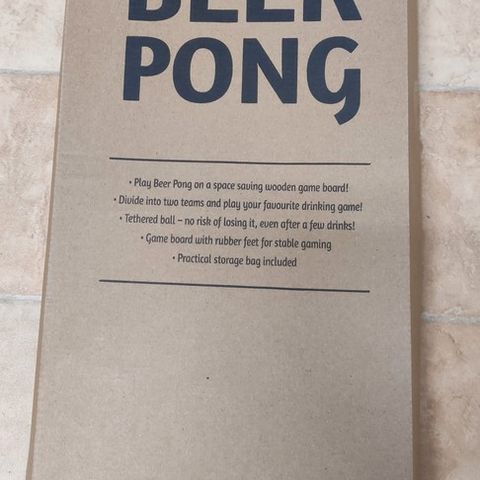 BEER
PONG
• Play Beer Pong on a space saving wooden game board!
• Divide into two teams and play your favourite drinking game!
• Tethered ball – no risk of losing it, even after a few drinks!
• Game board with rubber feet for stable gaming
• Practical storage bag included